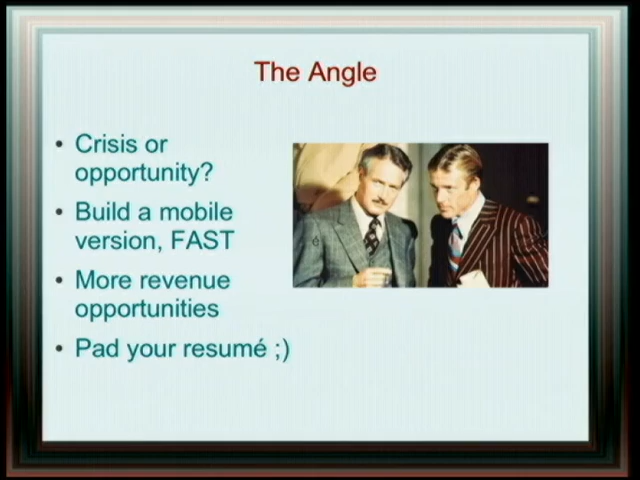 The Angle
• Crisis or
opportunity?
• Build a mobile
version, FAST
• More revenue
opportunities
• Pad your resumé ;)
é